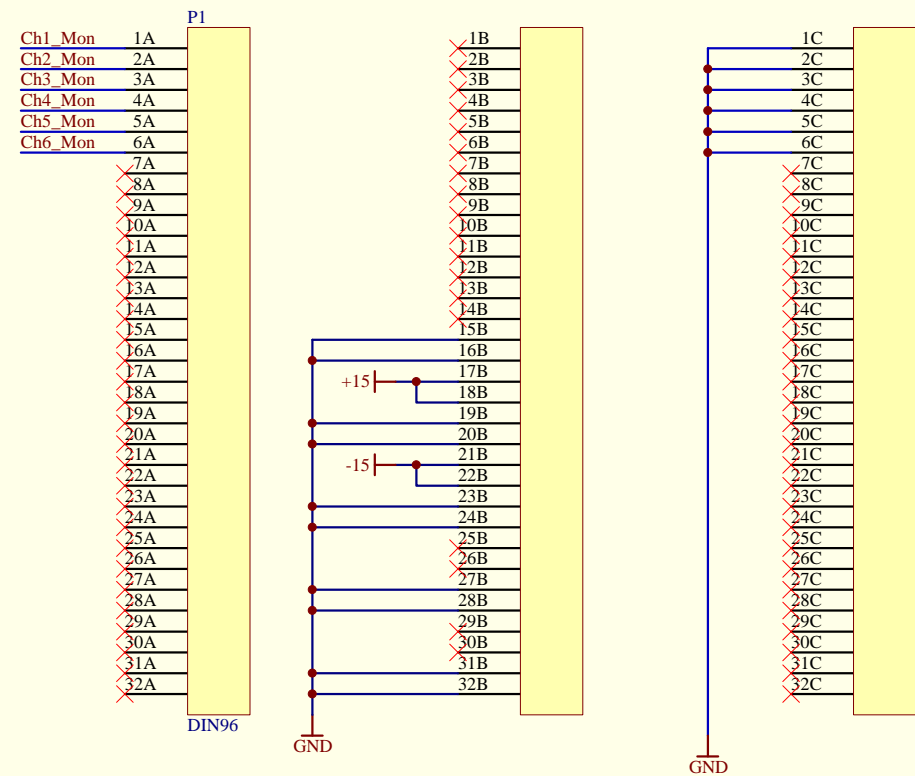 P1
Ch1_Mon 1A 1B 1C
Ch2_Mon 2A 2B 2C
Ch3_Mon 3A 3B 3C
Ch4_Mon 4A 4B 4C
Ch5_Mon 5A 5B 5C
Ch6_Mon 6A 6B 6C
7A 7B 7C
8A 8B 8C
9A 9B 9C
10A 10B 10C
11A 11B 11C
12A 12B 12C
13A 13B 13C
14A 14B 14C
15A 15B 15C
16A 16B 16C
17A +15 17B 17C
18A 18B 18C
19A 19B 19C
20A 20B 20C
21A -15 21B 21C
22A 22B 22C
23A 23B 23C
24A 24B 24C
25A 25B 25C
26A 26B 26C
27A 27B 27C
28A 28B 28C
29A 29B 29C
30A 30B 30C
31A 31B 31C
32A 32B 32C
DIN96
GND
GND